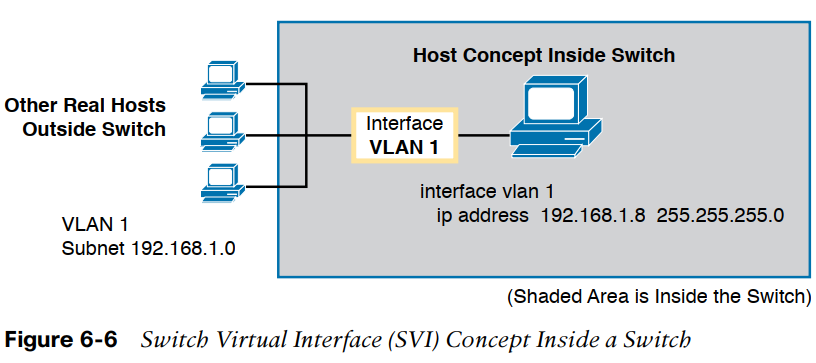 Host Concept Inside Switch
Other Real Hosts
Outside Switch
Interface
VLAN 1
interface vlan 1
ip address 192.168.1.8 255.255.255.0
VLAN 1
Subnet 192.168.1.0
(Shaded Area is Inside the Switch)
Figure 6-6 Switch Virtual Interface (SVI) Concept Inside a Switch